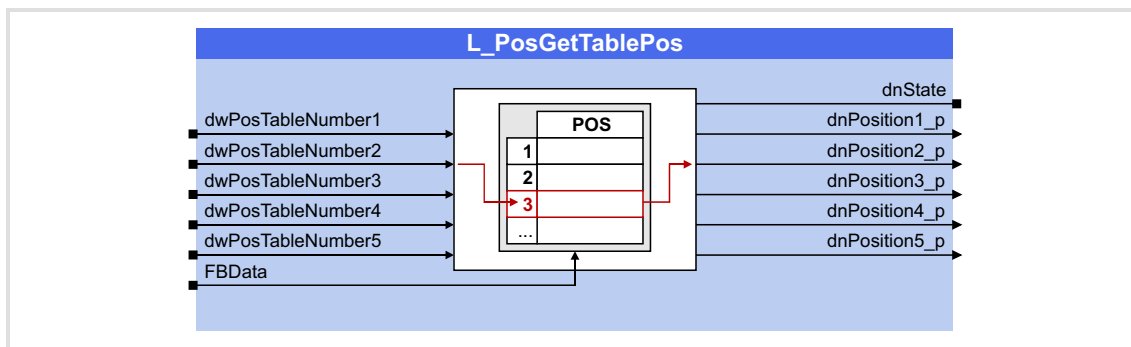 L_PosGetTablePos
dnState
dwPosTableNumber1
POS
dnPosition1_p
dwPosTableNumber2
1
dnPosition2_p
dwPosTableNumber3
2
dnPosition3_p
dwPosTableNumber4
3
dnPosition4_p
dwPosTableNumber5
...
dnPosition5_p
FBData